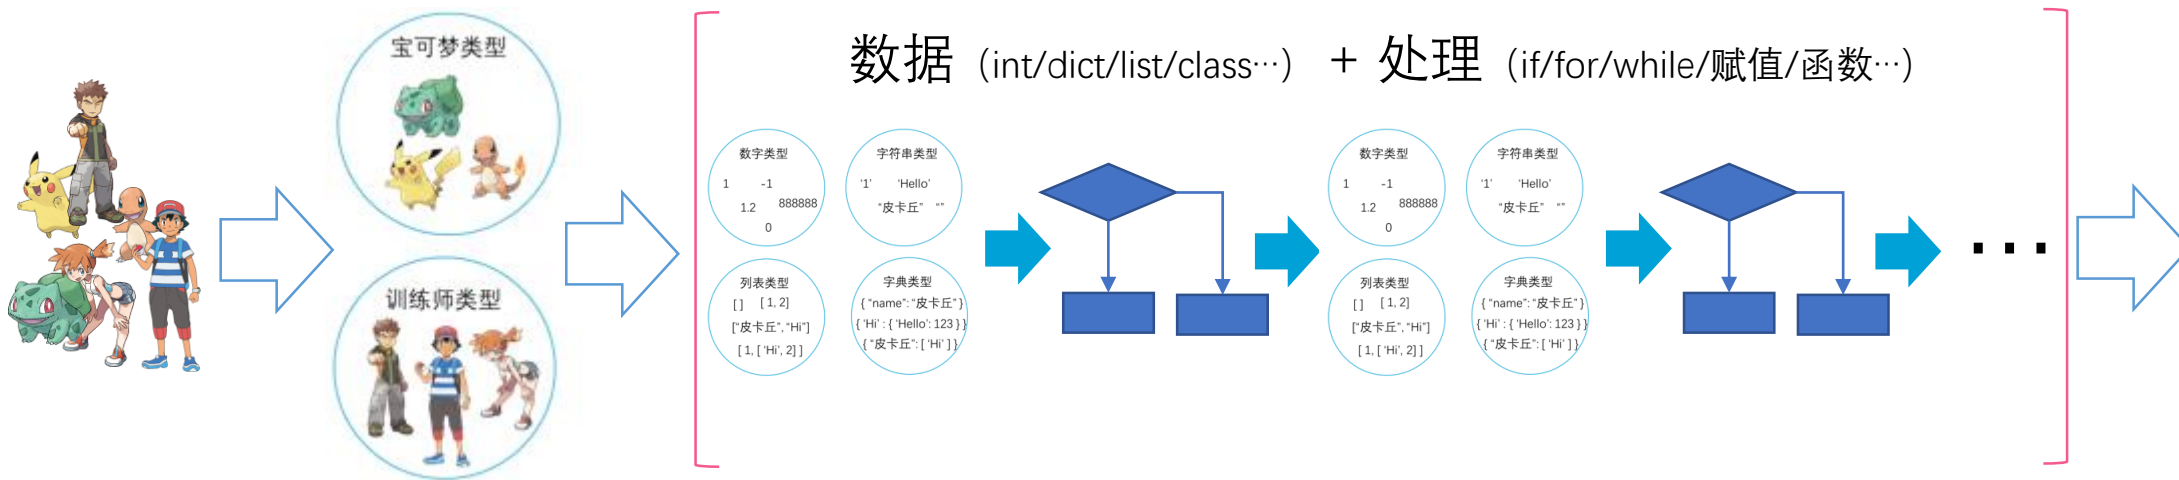 宝可梦类型
训练师类型
数据（int/dict/list/class…） + 处理（if/for/while/赋值/函数…）
数字类型
1 -1
1.2 888888
0
字符串类型
'1' 'Hello'
“皮卡丘” “”
列表类型
[ ] [ 1, 2]
[“皮卡丘”, “Hi”]
[ 1, [ 'Hi', 2] ]
字典类型
{ “name”: “皮卡丘” }
{ 'Hi' : { 'Hello': 123 } }
{ “皮卡丘”: [ 'Hi' ] }
数字类型
1 -1
1.2 888888
0
字符串类型
'1' 'Hello'
“皮卡丘” “”
列表类型
[ ] [ 1, 2]
[“皮卡丘”, “Hi”]
[ 1, [ 'Hi', 2] ]
字典类型
{ “name”: “皮卡丘” }
{ 'Hi' : { 'Hello': 123 } }
{ “皮卡丘”: [ 'Hi' ] }
...